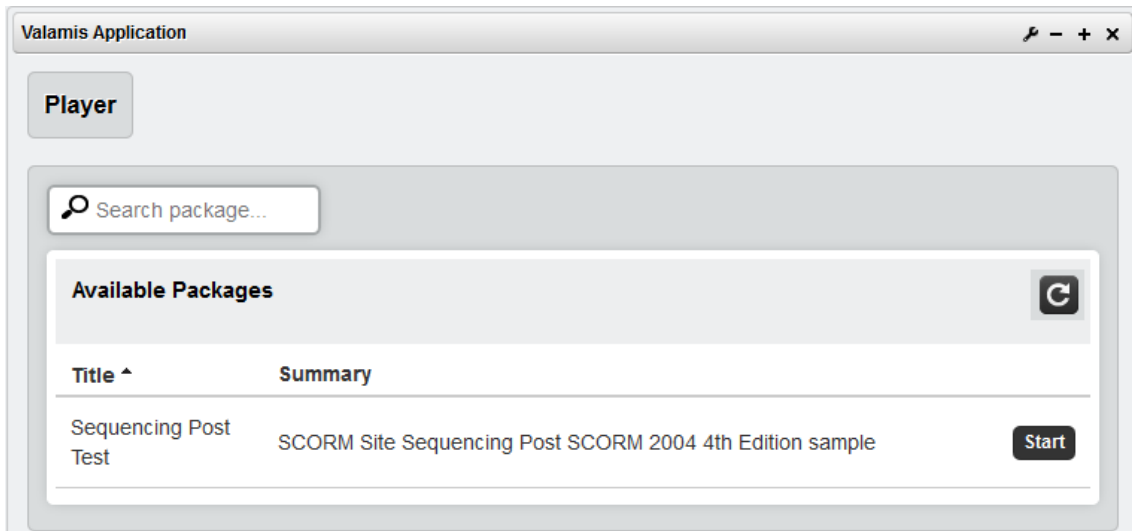 Valamis Application
Player
Search package...
Available Packages
Title Summary
Sequencing Post
Test
SCORM Site Sequencing Post SCORM 2004 4th Edition sample
Start